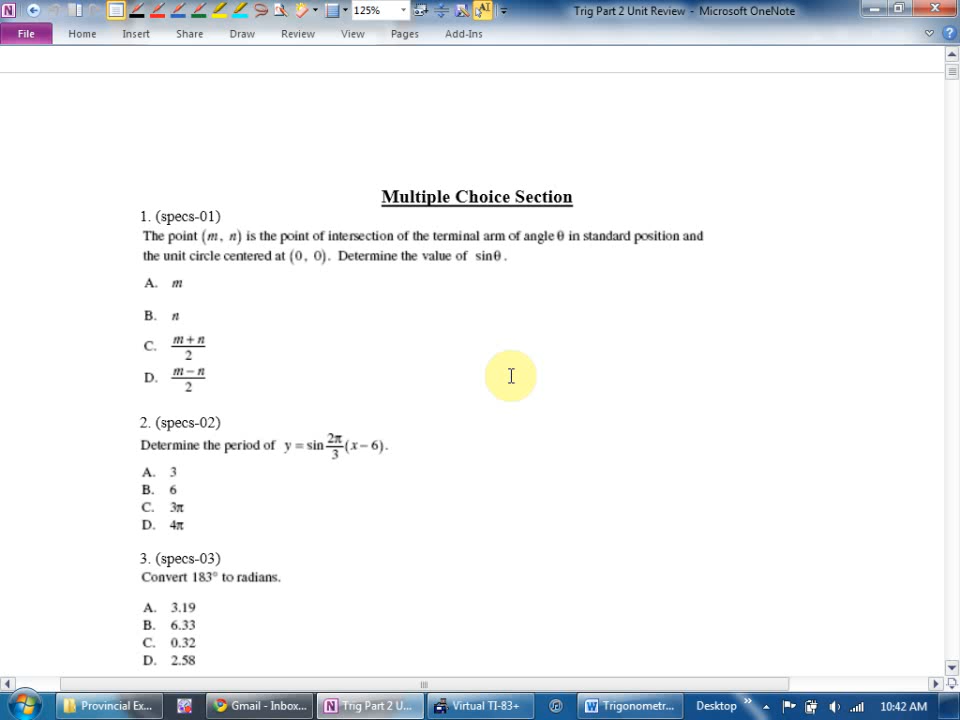 125%
Trig Part 2 Unit Review - Microsoft OneNote
File Home Insert Share Draw Review View Pages Add-Ins
Multiple Choice Section
1. (specs-01)
The point (m, n) is the point of intersection of the terminal arm of angle θ in standard position and
the unit circle centered at (0, 0). Determine the value of sinθ.
A. m
B. n
C. m + n / 2
D. m − n / 2
2. (specs-02)
Determine the period of y = sin 2π/3 (x − 6).
A. 3
B. 6
C. 3π
D. 4π
3. (specs-03)
Convert 183° to radians.
A. 3.19
B. 6.33
C. 0.32
D. 2.58
Provincial Ex... Gmail - Inbox... Trig Part 2 U... Virtual TI-83+ Trigonometr... Desktop 10:42 AM